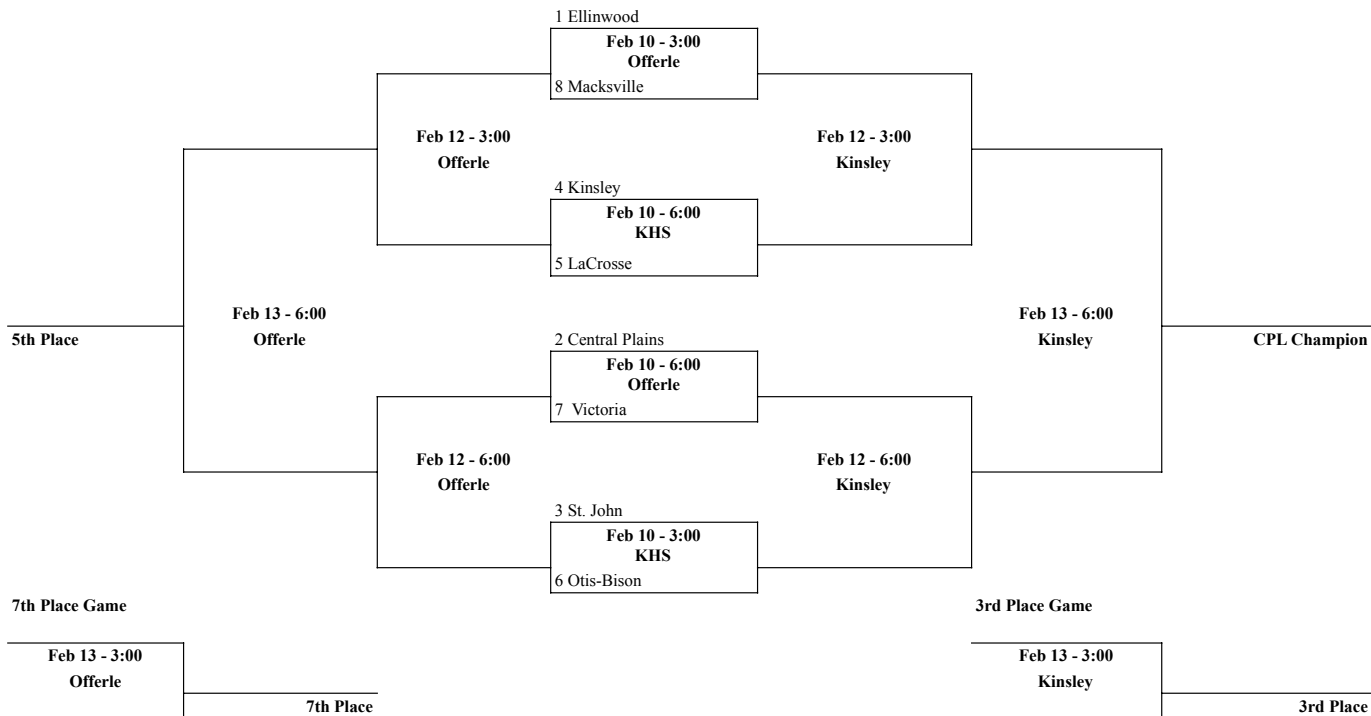 1 Ellinwood
Feb 10 - 3:00
Offerle
8 Macksville
Feb 12 - 3:00
Offerle
Feb 12 - 3:00
Kinsley
4 Kinsley
Feb 10 - 6:00
KHS
5 LaCrosse
Feb 13 - 6:00
Offerle
5th Place
Feb 13 - 6:00
Kinsley
CPL Champion
2 Central Plains
Feb 10 - 6:00
Offerle
7 Victoria
Feb 12 - 6:00
Offerle
Feb 12 - 6:00
Kinsley
3 St. John
Feb 10 - 3:00
KHS
6 Otis-Bison
7th Place Game
Feb 13 - 3:00
Offerle
7th Place
3rd Place Game
Feb 13 - 3:00
Kinsley
3rd Place